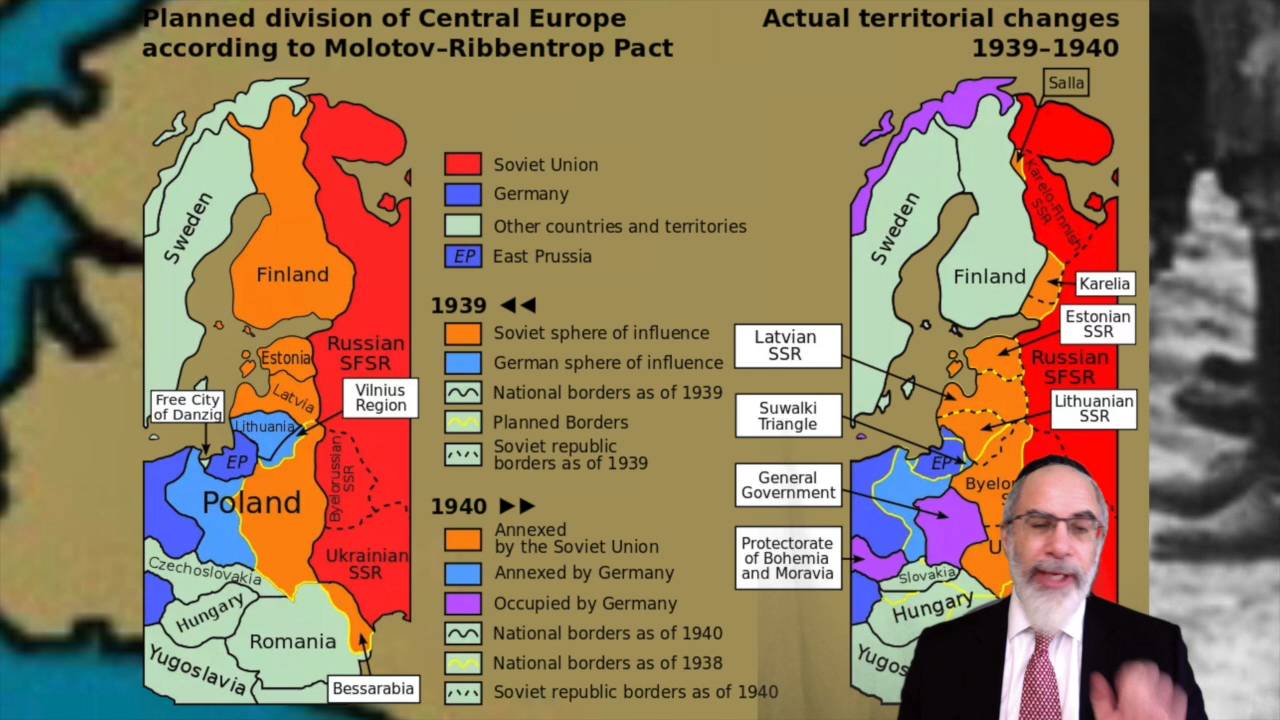 Planned division of Central Europe
according to Molotov–Ribbentrop Pact
Sweden
Finland
Estonia
Latvia
Lithuania
Free City
of Danzig
Vilnius
Region
EP
Poland
Russian
SFSR
Byelorussian
SSR
Ukrainian
SSR
Czechoslovakia
Hungary
Romania
Yugoslavia
Bessarabia
Soviet Union
Germany
Other countries and territories
EP East Prussia
1939 ◄◄
Soviet sphere of influence
German sphere of influence
National borders as of 1939
Planned Borders
Soviet republic
borders as of 1939
1940 ►►
Annexed
by the Soviet Union
Annexed by Germany
Occupied by Germany
National borders as of 1940
National borders as of 1938
Soviet republic borders as of 1940
Actual territorial changes
1939–1940
Salla
Sweden
Finland
Karelo-Finnish
SSR
Karelia
Estonian
SSR
Latvian
SSR
Russian
SFSR
Lithuanian
SSR
Suwalki
Triangle
EP
General
Government
Protectorate
of Bohemia
and Moravia
Slovakia
Hungary